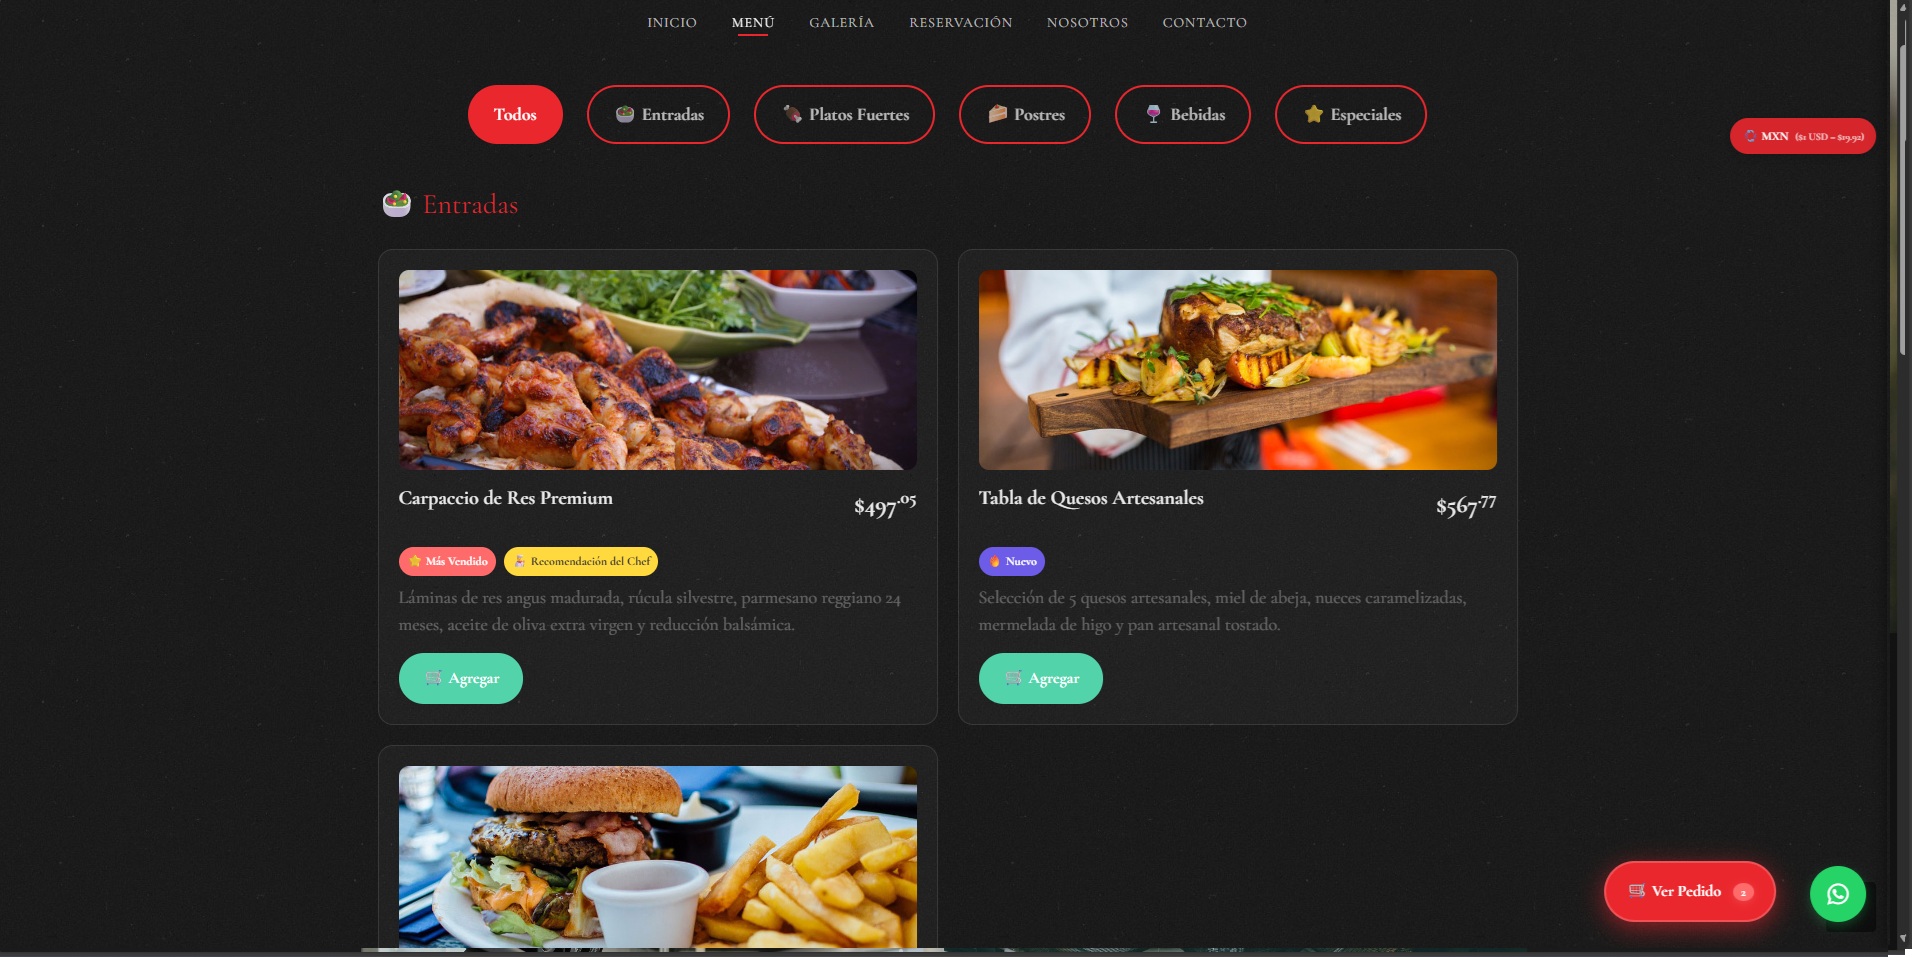 INICIO MENÚ GALERÍA RESERVACIÓN NOSOTROS CONTACTO
Todos Entradas Platos Fuertes Postres Bebidas Especiales
MXN ($1 USD = $19.92)
Entradas
Carpaccio de Res Premium $497.05
Más Vendido Recomendación del Chef
Láminas de res angus madurada, rúcula silvestre, parmesano reggiano 24
meses, aceite de oliva extra virgen y reducción balsámica.
Agregar
Tabla de Quesos Artesanales $567.77
Nuevo
Selección de 5 quesos artesanales, miel de abeja, nueces caramelizadas,
mermelada de higo y pan artesanal tostado.
Agregar
Ver Pedido 2